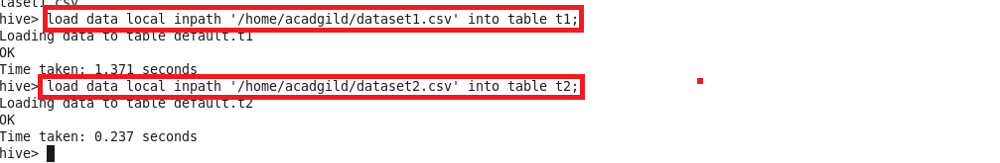 taset1.csv
hive> load data local inpath '/home/acadgild/dataset1.csv' into table t1;
Loading data to table default.t1
OK
Time taken: 1.371 seconds
hive> load data local inpath '/home/acadgild/dataset2.csv' into table t2;
Loading data to table default.t2
OK
Time taken: 0.237 seconds
hive>